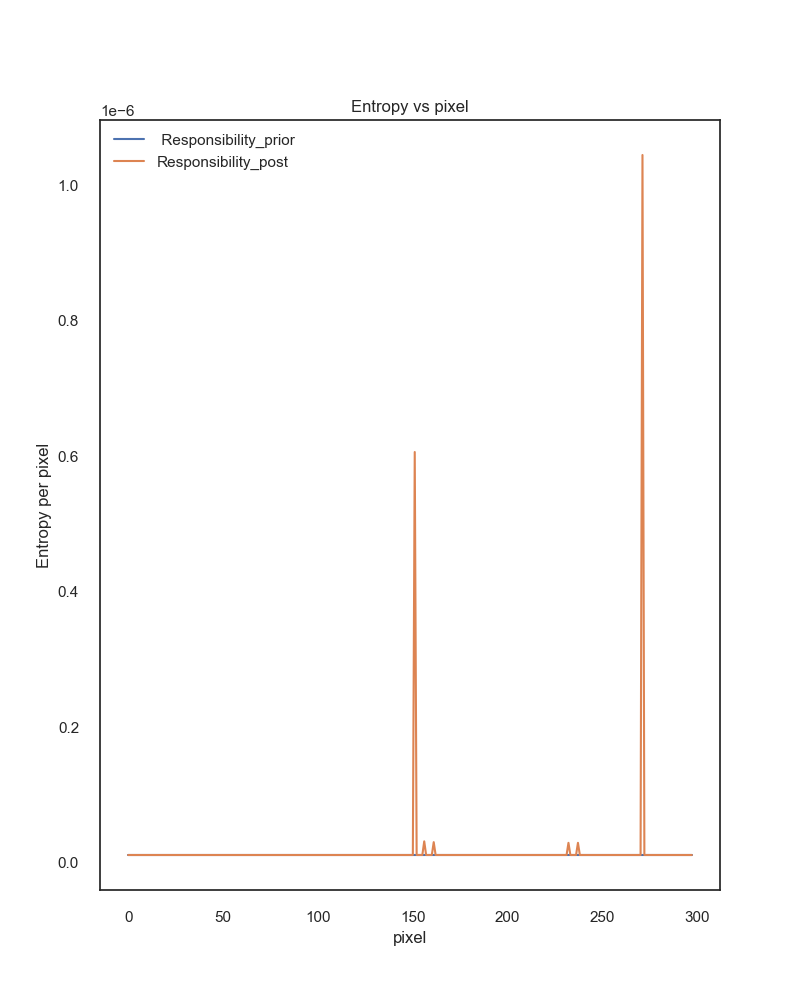 Entropy vs pixel
1e−6
Responsibility_prior
Responsibility_post
1.0
0.8
0.6
0.4
0.2
0.0
Entropy per pixel
0 50 100 150 200 250 300
pixel